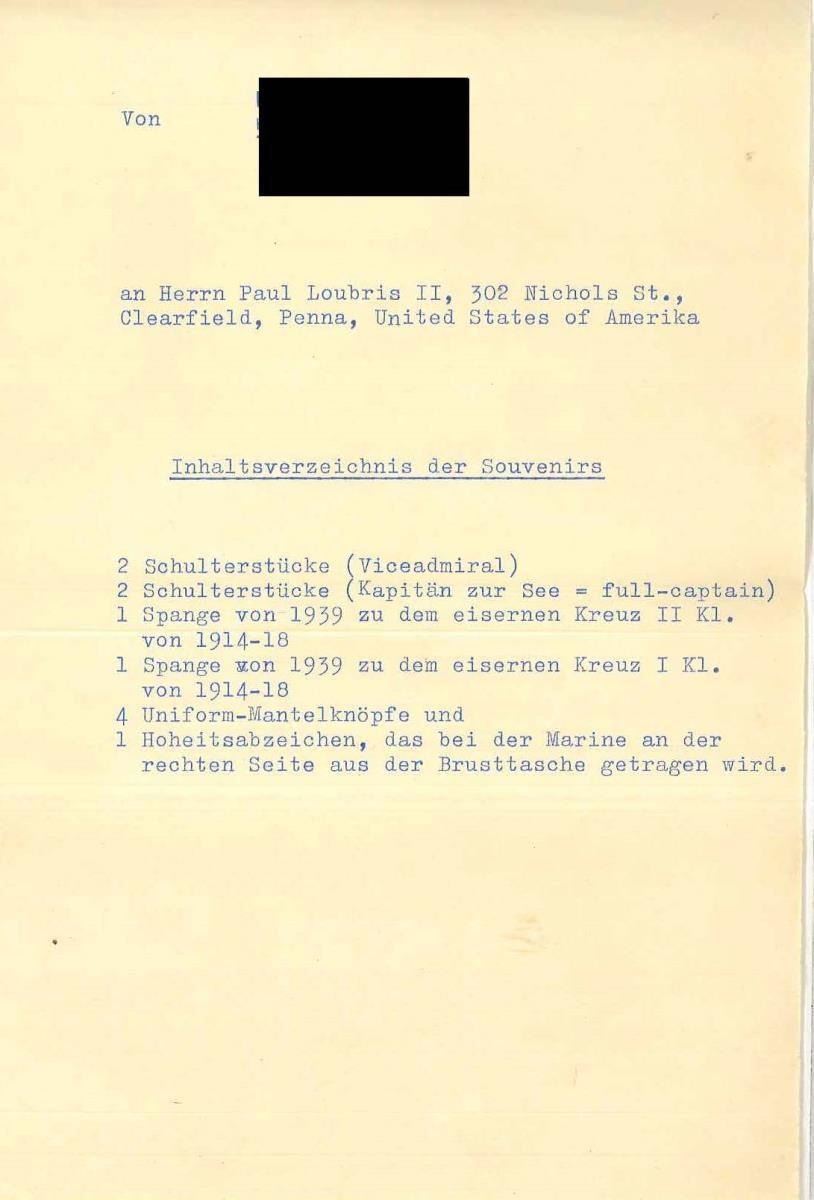 Von
an Herrn Paul Loubris II, 302 Nichols St.,
Clearfield, Penna, United States of Amerika
Inhaltsverzeichnis der Souvenirs
2 Schulterstücke (Viceadmiral)
2 Schulterstücke (Kapitän zur See = full-captain)
1 Spange von 1939 zu dem eisernen Kreuz II Kl.
von 1914-18
1 Spange von 1939 zu dem eisernen Kreuz I Kl.
von 1914-18
4 Uniform-Mantelknöpfe und
1 Hoheitsabzeichen, das bei der Marine an der
rechten Seite aus der Brusttasche getragen wird.